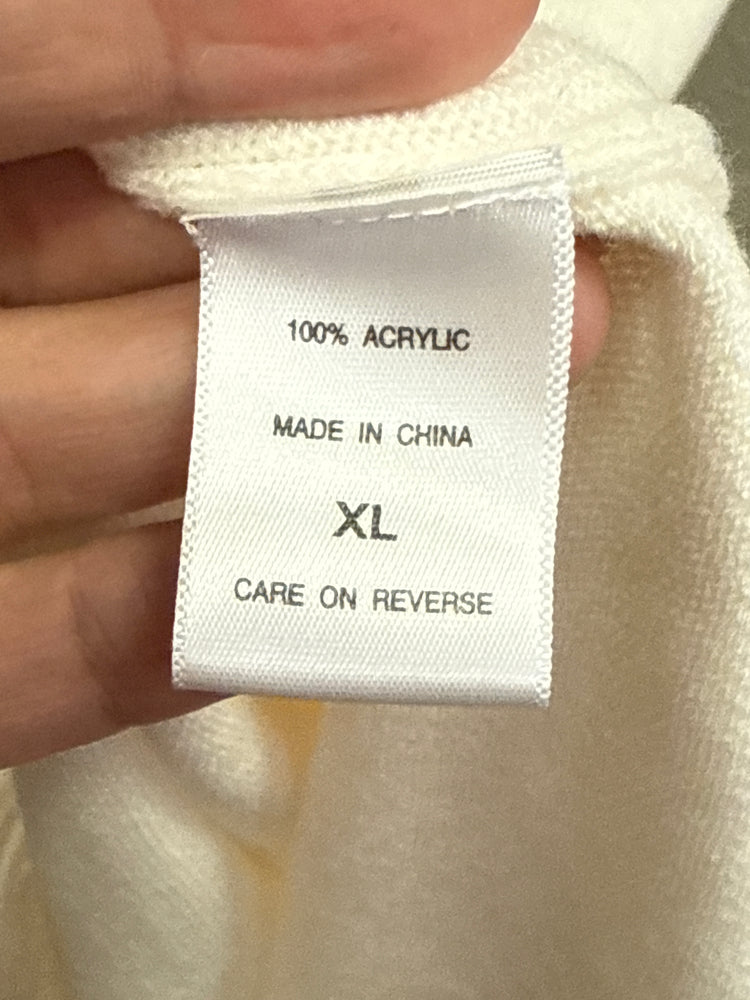 100% ACRYLIC
MADE IN CHINA
XL
CARE ON REVERSE